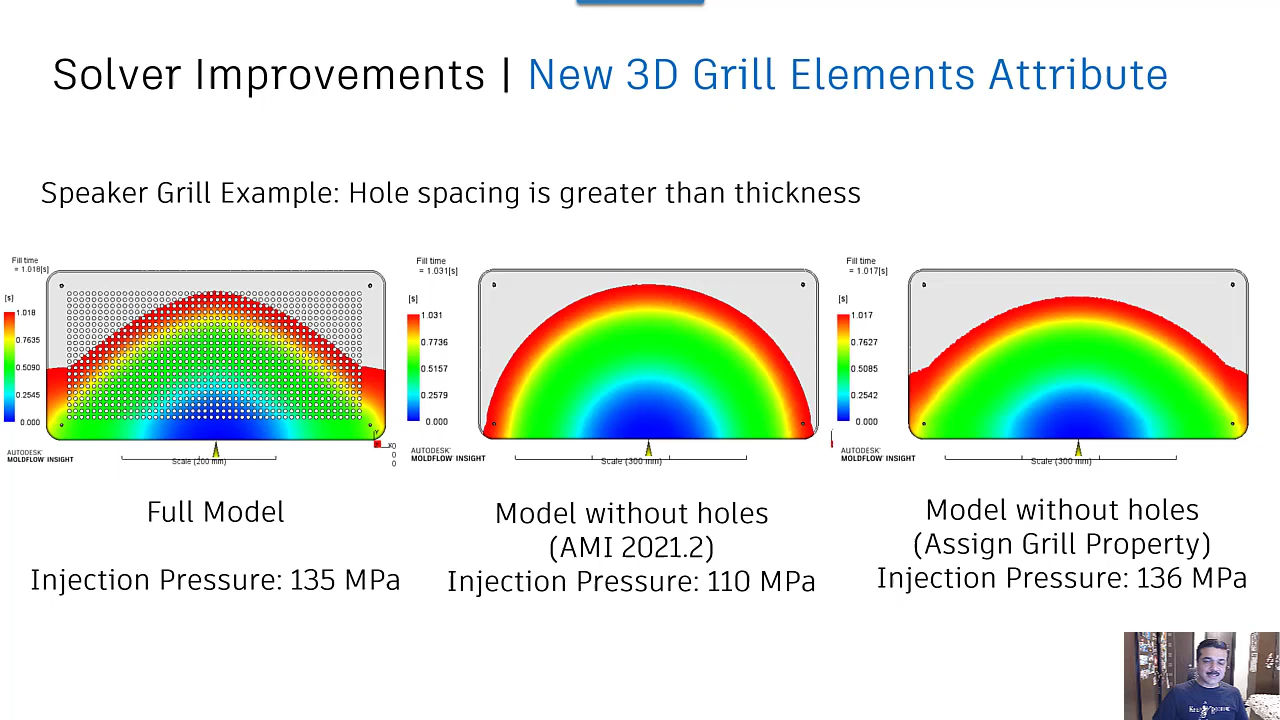 Solver Improvements | New 3D Grill Elements Attribute
Speaker Grill Example: Hole spacing is greater than thickness
Fill time
= 1.018[s]
[s]
1.018
0.7635
0.5090
0.2545
0.000
AUTODESK
MOLDFLOW INSIGHT
Scale (200 mm)
Fill time
= 1.031[s]
[s]
1.031
0.7736
0.5157
0.2579
0.000
AUTODESK
MOLDFLOW INSIGHT
Scale (300 mm)
Fill time
= 1.017[s]
[s]
1.017
0.7627
0.5085
0.2542
0.000
AUTODESK
MOLDFLOW INSIGHT
Scale (300 mm)
Full Model
Injection Pressure: 135 MPa
Model without holes
(AMI 2021.2)
Injection Pressure: 110 MPa
Model without holes
(Assign Grill Property)
Injection Pressure: 136 MPa